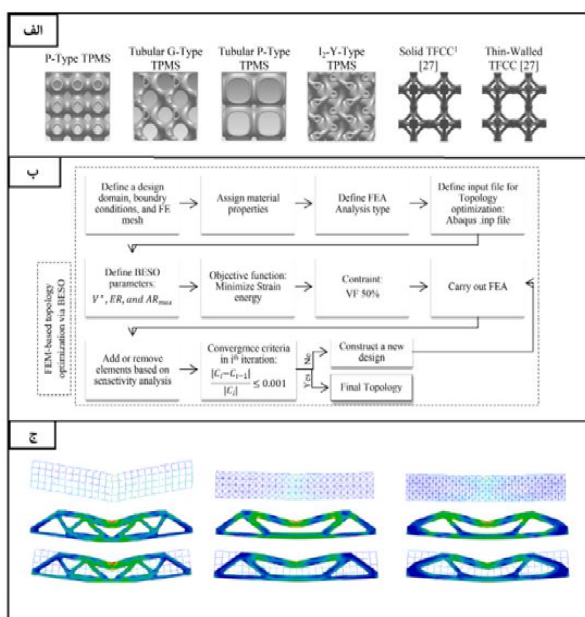 الف
P-Type TPMS
Tubular G-Type
TPMS
Tubular P-Type
TPMS
I₂-Y-Type
TPMS
Solid TFCC¹
[27]
Thin-Walled
TFCC [27]
ب
Define a design
domain, boundry
conditions, and FE
mesh
Assign material
properties
Define FEA
Analysis type
Define input file for
Topology
optimization:
Abaqus .inp file
FEM-based topology
optimization via BESO
Define BESO
parameters:
V*, ER, and AR_max
Objective function:
Minimize Strain
energy
Contraint:
VF 50%
Carry out FEA
Add or remove
elements based on
sensetivity analysis
Convergnce criteria
in iᵗʰ iteration:
|Cᵢ−Cᵢ₋₁|
|Cᵢ|
≤ 0.001
No
Yes
Construct a new
design
Final Topology
ج